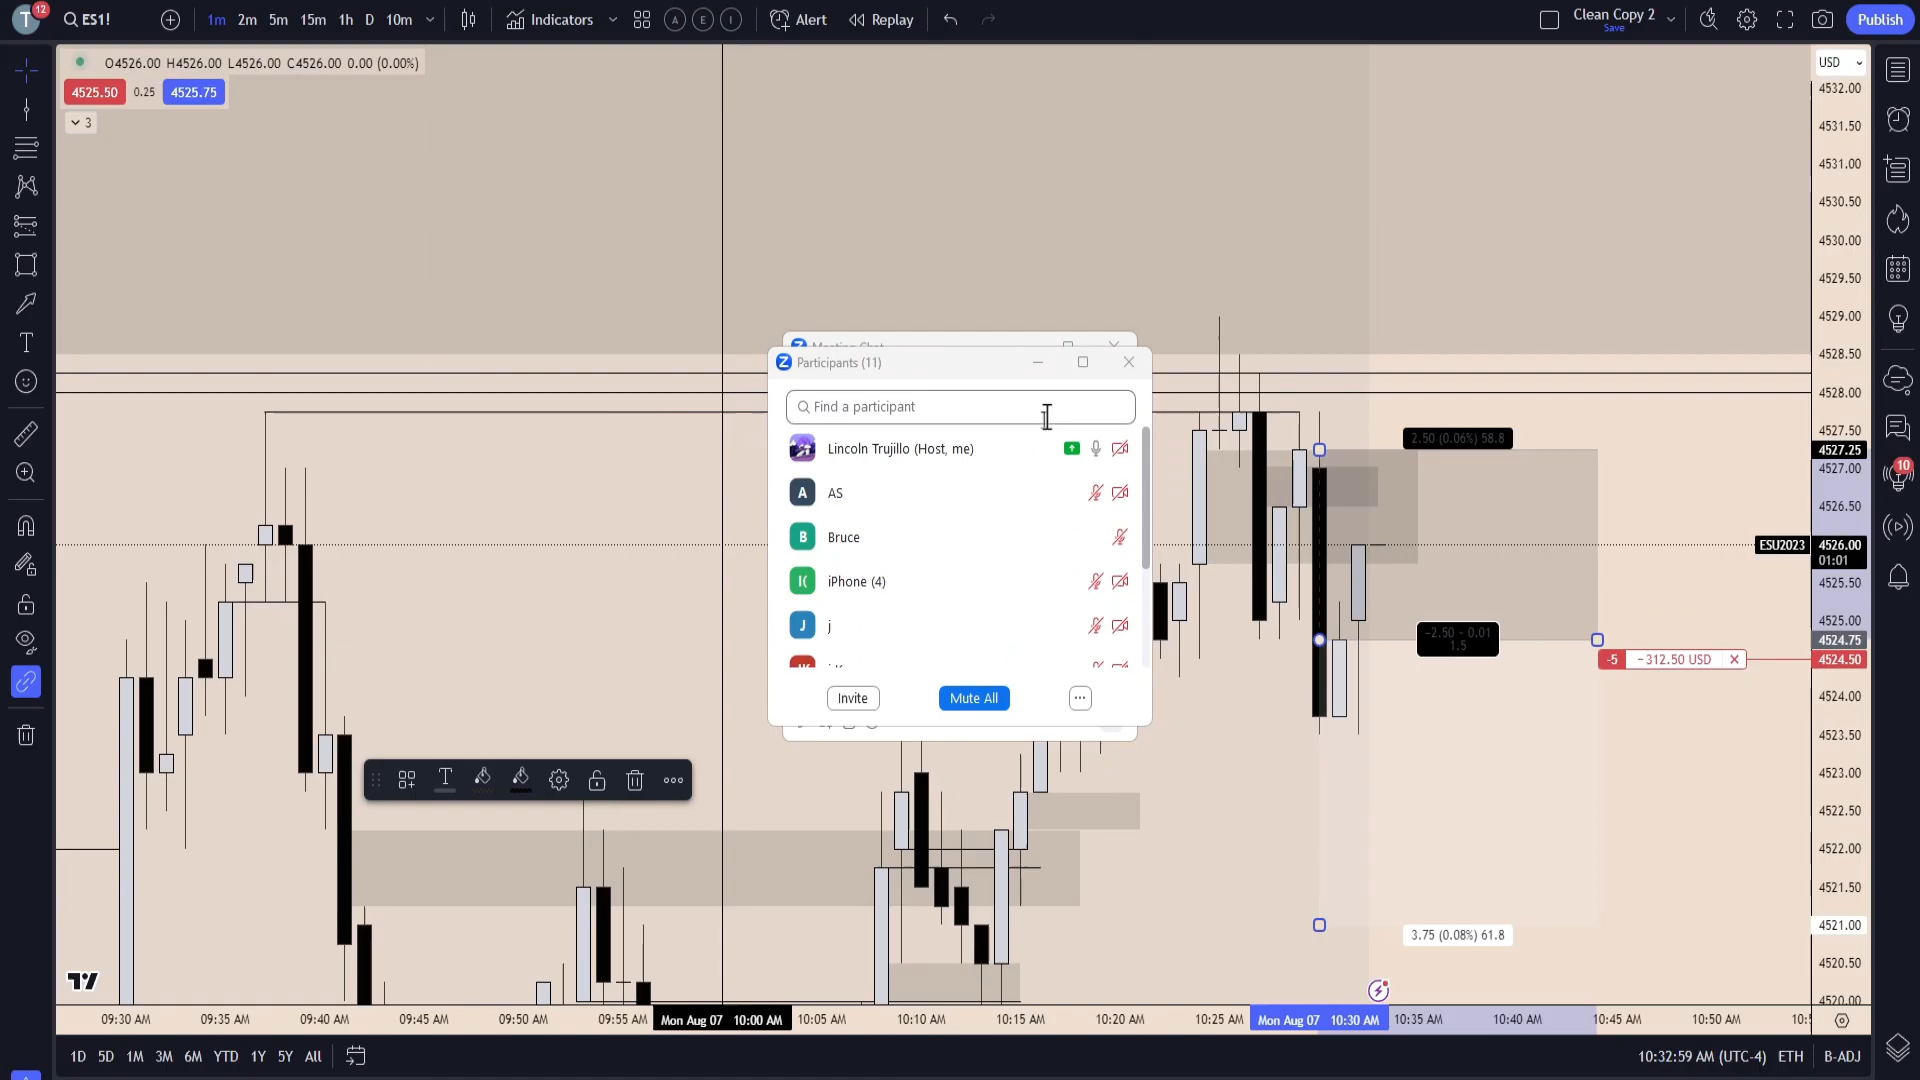 T 12 ES1! 1m 2m 5m 15m 1h D 10m Indicators A E I Alert Replay Clean Copy 2 Save Publish
O4526.00 H4526.00 L4526.00 C4526.00 0.00 (0.00%)
USD
4525.50 0.25 4525.75
3
4532.00
4531.50
4531.00
4530.50
4530.00
4529.50
4529.00
4528.50
4528.00
4527.50
4527.25
4527.00
4526.50
ESU2023 4526.00
01:01
4525.50
4525.00
4524.75
4524.50
4524.00
4523.50
4523.00
4522.50
4522.00
4521.50
4521.00
4520.50
4520.00
10
Participants (11)
Find a participant
Lincoln Trujillo (Host, me)
A AS
B Bruce
I( iPhone (4)
J j
Invite Mute All
2.50 (0.06%) 58.8
-2.50 - 0.01
1.5
-5 -312.50 USD
3.75 (0.08%) 61.8
09:30 AM 09:35 AM 09:40 AM 09:45 AM 09:50 AM 09:55 AM Mon Aug 07 10:00 AM 10:05 AM 10:10 AM 10:15 AM 10:20 AM 10:25 AM Mon Aug 07 10:30 AM 10:35 AM 10:40 AM 10:45 AM 10:50 AM
1D 5D 1M 3M 6M YTD 1Y 5Y All 10:32:59 AM (UTC-4) ETH B-ADJ